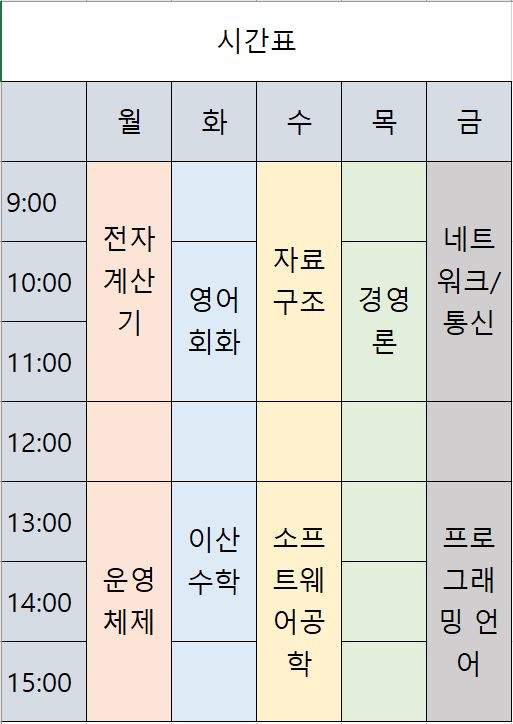 시간표
월 화 수 목 금
9:00
10:00
11:00
12:00
13:00
14:00
15:00
전자
계산
기
영어
회화
자료
구조
경영
론
네트
워크/
통신
운영
체제
이산
수학
소프
트웨
어공
학
프로
그래
밍 언
어